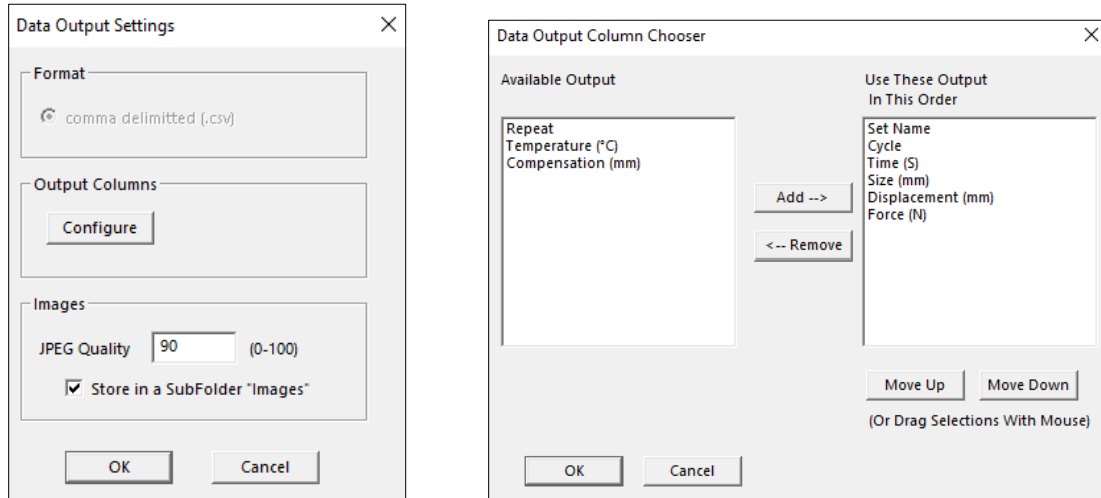 Data Output Settings
Format
comma delimitted (.csv)
Output Columns
Configure
Images
JPEG Quality 90 (0-100)
Store in a SubFolder "Images"
OK Cancel
Data Output Column Chooser
Available Output
Repeat
Temperature (°C)
Compensation (mm)
Add -->
<-- Remove
Use These Output
In This Order
Set Name
Cycle
Time (S)
Size (mm)
Displacement (mm)
Force (N)
Move Up Move Down
(Or Drag Selections With Mouse)
OK Cancel